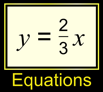 y = 2/3 x
Equations